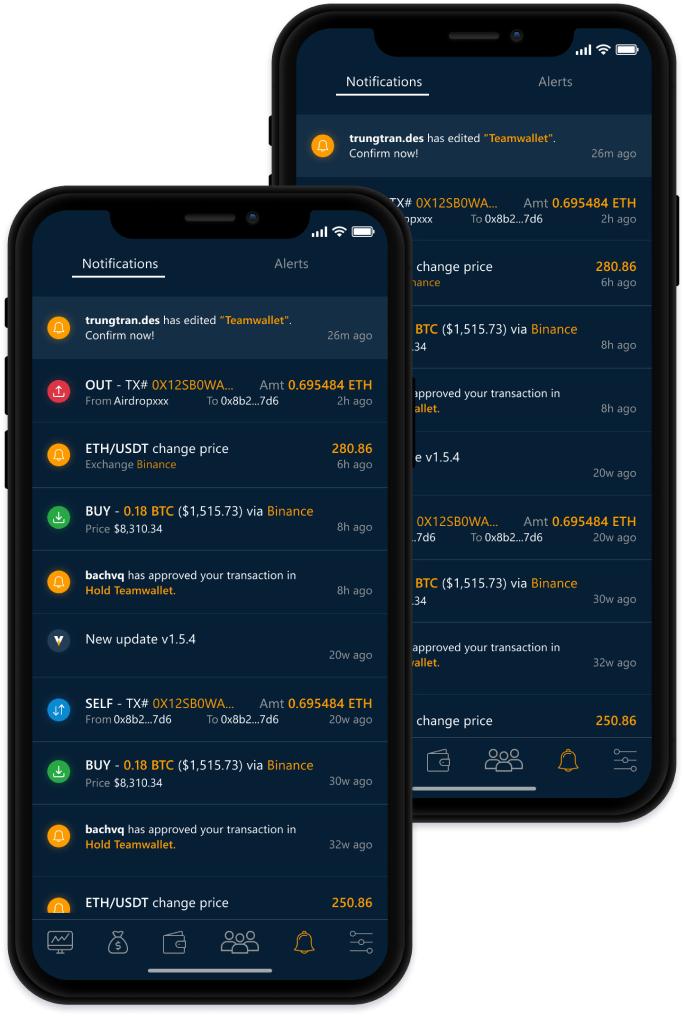 Notifications
Alerts
trungtran.des has edited “Teamwallet”.
Confirm now!
26m ago
OUT - TX# 0X12SB0WA...
Amt 0.695484 ETH
From Airdropxxx
To 0x8b2...7d6
2h ago
ETH/USDT change price
280.86
Exchange Binance
6h ago
BUY - 0.18 BTC ($1,515.73) via Binance
Price $8,310.34
8h ago
bachvq has approved your transaction in
Hold Teamwallet.
8h ago
New update v1.5.4
20w ago
SELF - TX# 0X12SB0WA...
Amt 0.695484 ETH
From 0x8b2...7d6
To 0x8b2...7d6
20w ago
BUY - 0.18 BTC ($1,515.73) via Binance
Price $8,310.34
30w ago
bachvq has approved your transaction in
Hold Teamwallet.
32w ago
ETH/USDT change price
250.86
Notifications
Alerts
trungtran.des has edited “Teamwallet”.
Confirm now!
26m ago
TX# 0X12SB0WA...
Amt 0.695484 ETH
opxxx
To 0x8b2...7d6
2h ago
change price
280.86
nance
6h ago
BTC ($1,515.73) via Binance
.34
8h ago
approved your transaction in
allet.
8h ago
e v1.5.4
20w ago
0X12SB0WA...
Amt 0.695484 ETH
.7d6
To 0x8b2...7d6
20w ago
BTC ($1,515.73) via Binance
.34
30w ago
approved your transaction in
allet.
32w ago
change price
250.86